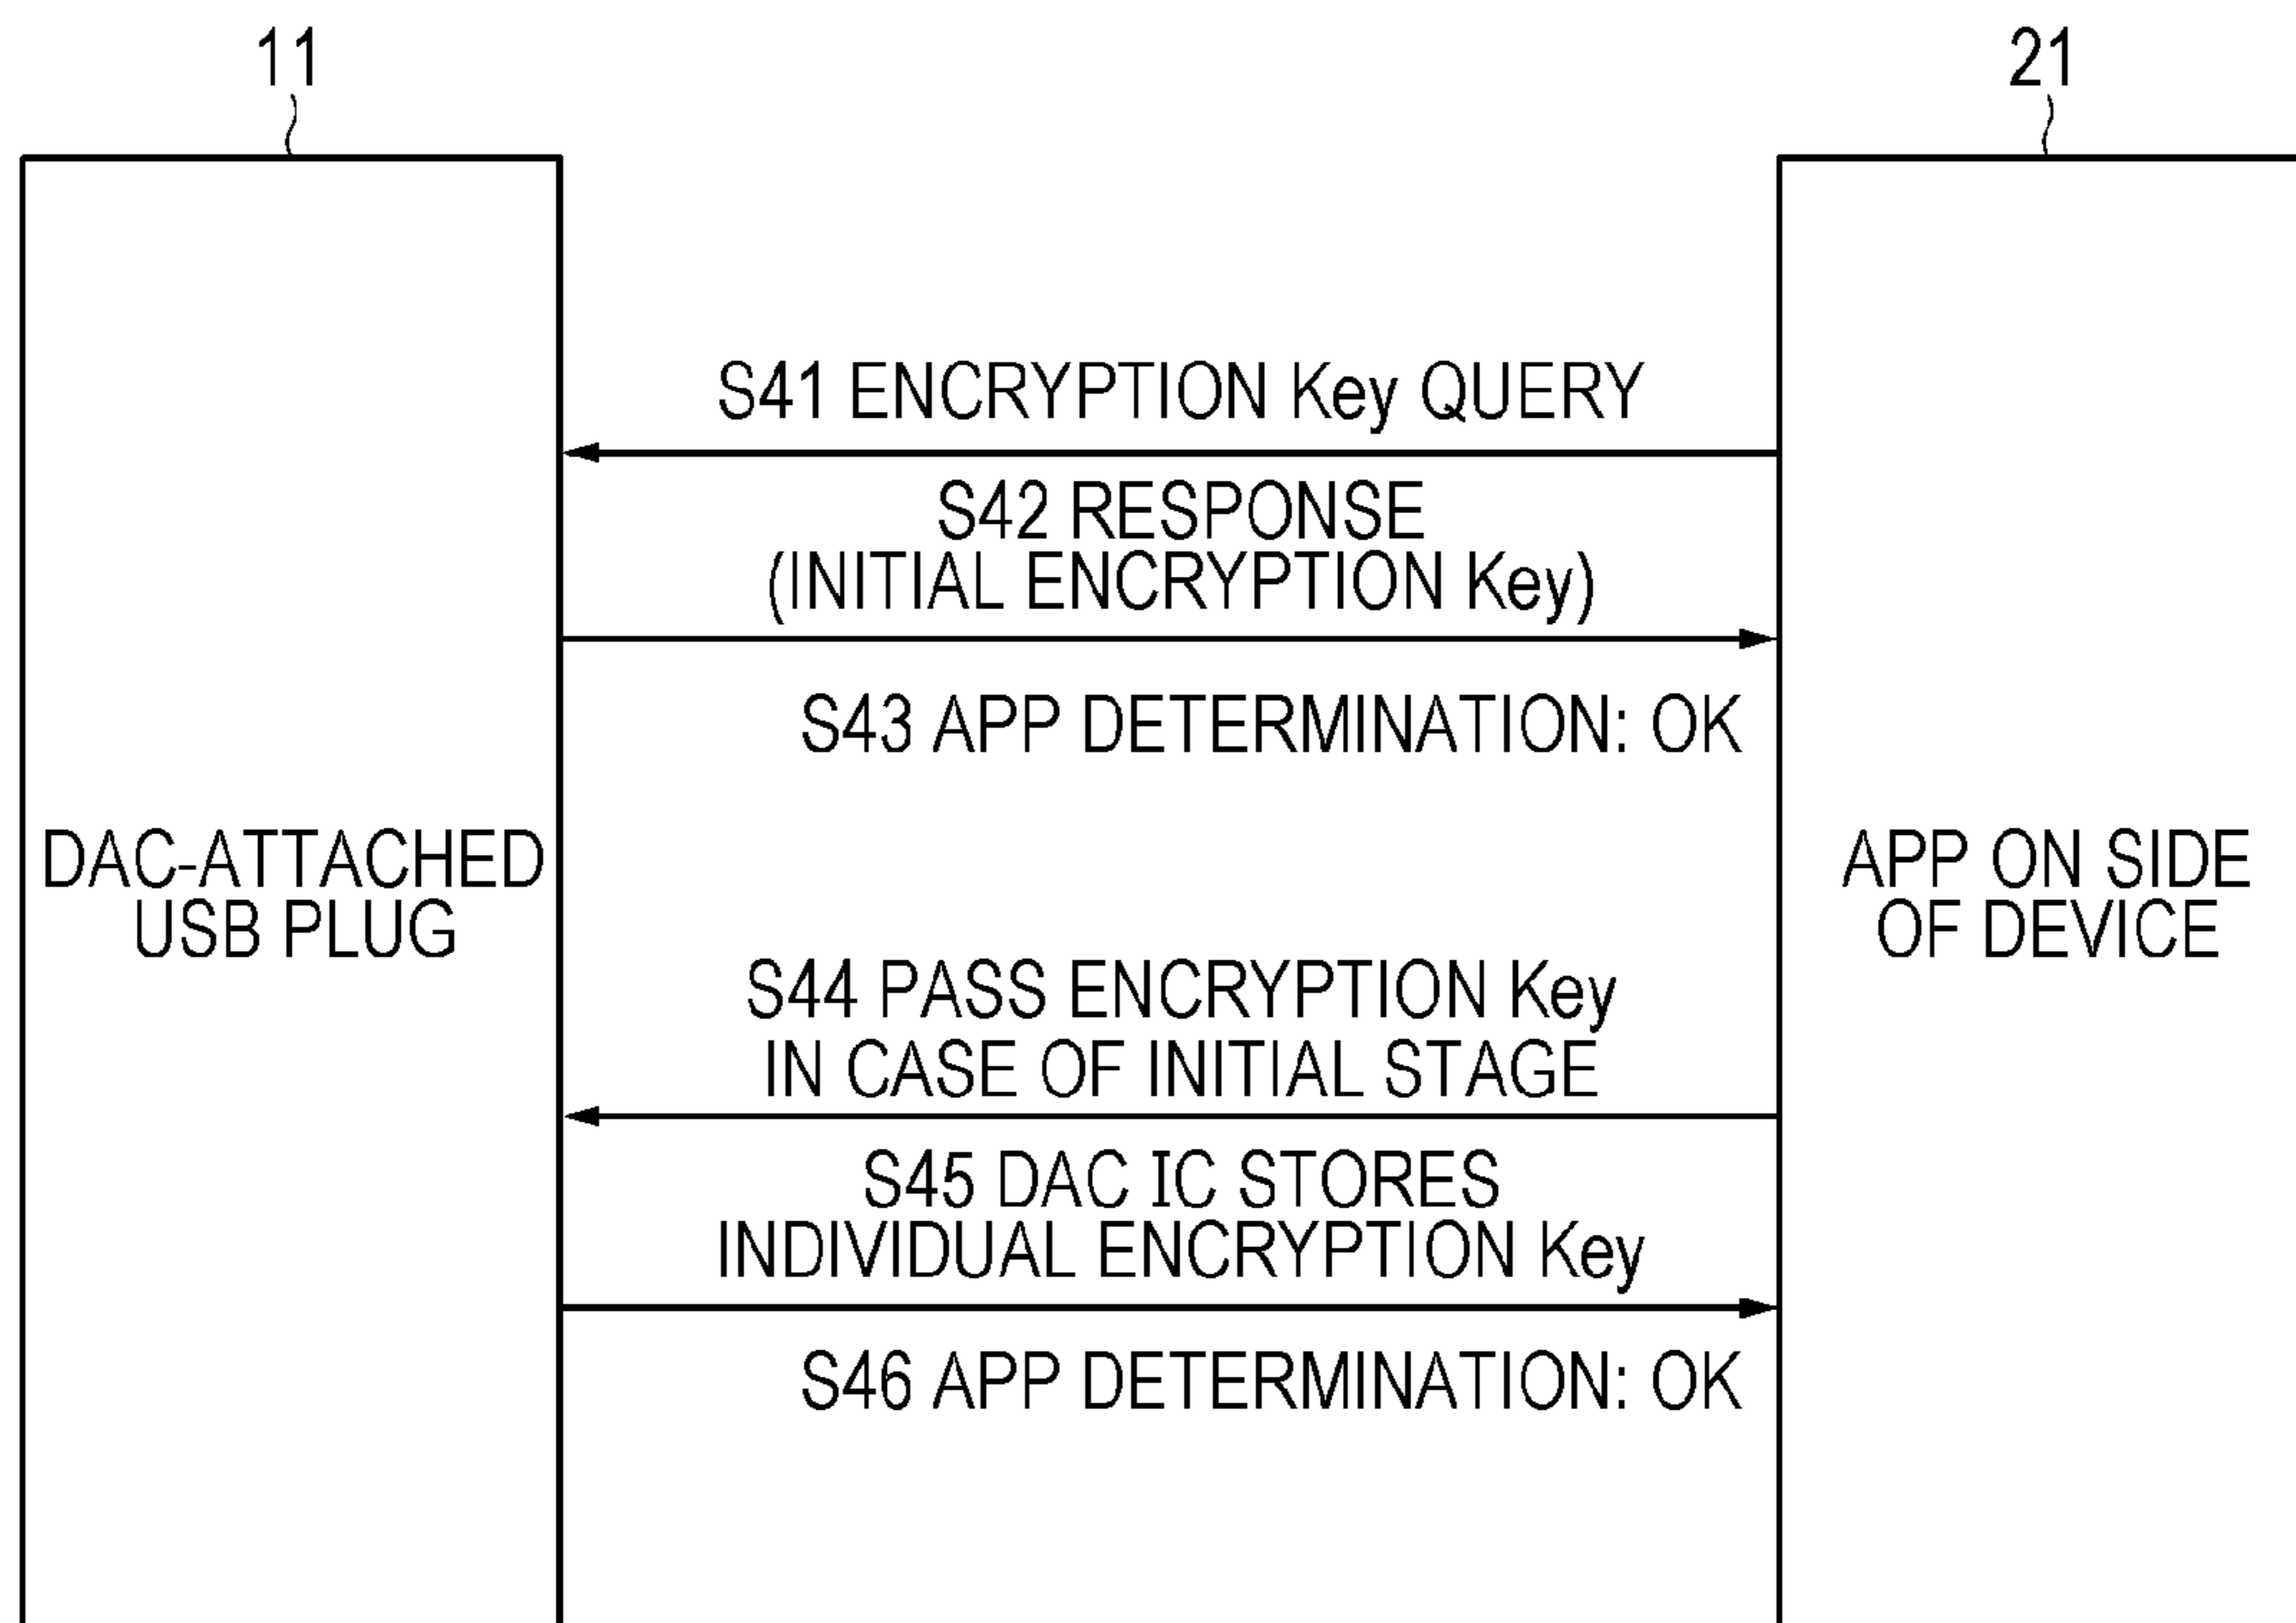 11
21
S41 ENCRYPTION Key QUERY
S42 RESPONSE
(INITIAL ENCRYPTION Key)
S43 APP DETERMINATION: OK
DAC-ATTACHED
USB PLUG
APP ON SIDE
OF DEVICE
S44 PASS ENCRYPTION Key
IN CASE OF INITIAL STAGE
S45 DAC IC STORES
INDIVIDUAL ENCRYPTION Key
S46 APP DETERMINATION: OK